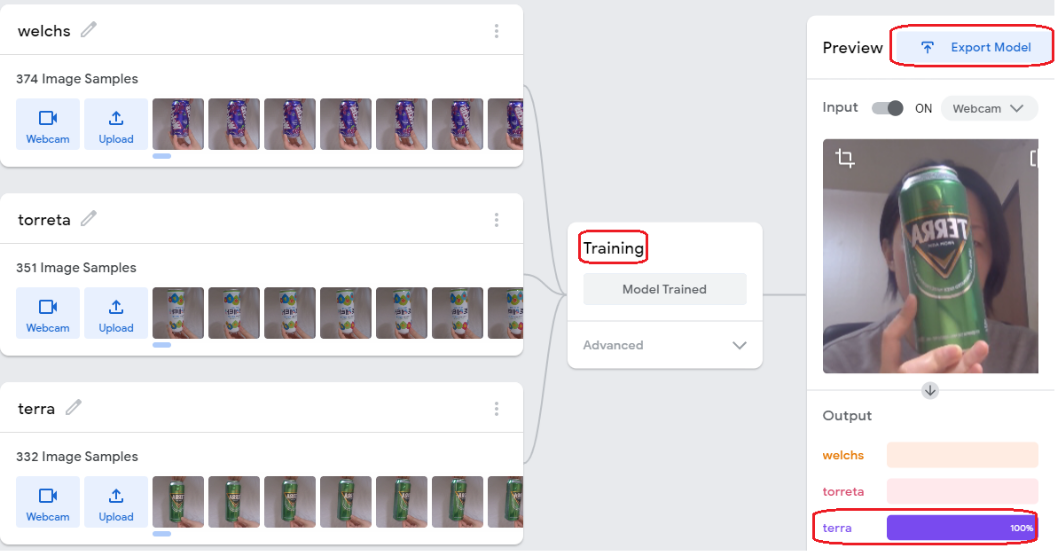 welchs
374 Image Samples
Webcam
Upload
torreta
351 Image Samples
Webcam
Upload
terra
332 Image Samples
Webcam
Upload
Training
Model Trained
Advanced
Preview
Export Model
Input
ON
Webcam
TERRA
Output
welchs
torreta
terra
100%